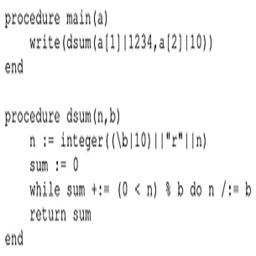 procedure main(a)
    write(dsum(a[1]|1234,a[2]|10))
end

procedure dsum(n,b)
    n := integer((\b|10)||"r"||n)
    sum := 0
    while sum +:= (0 < n) % b do n /:= b
    return sum
end